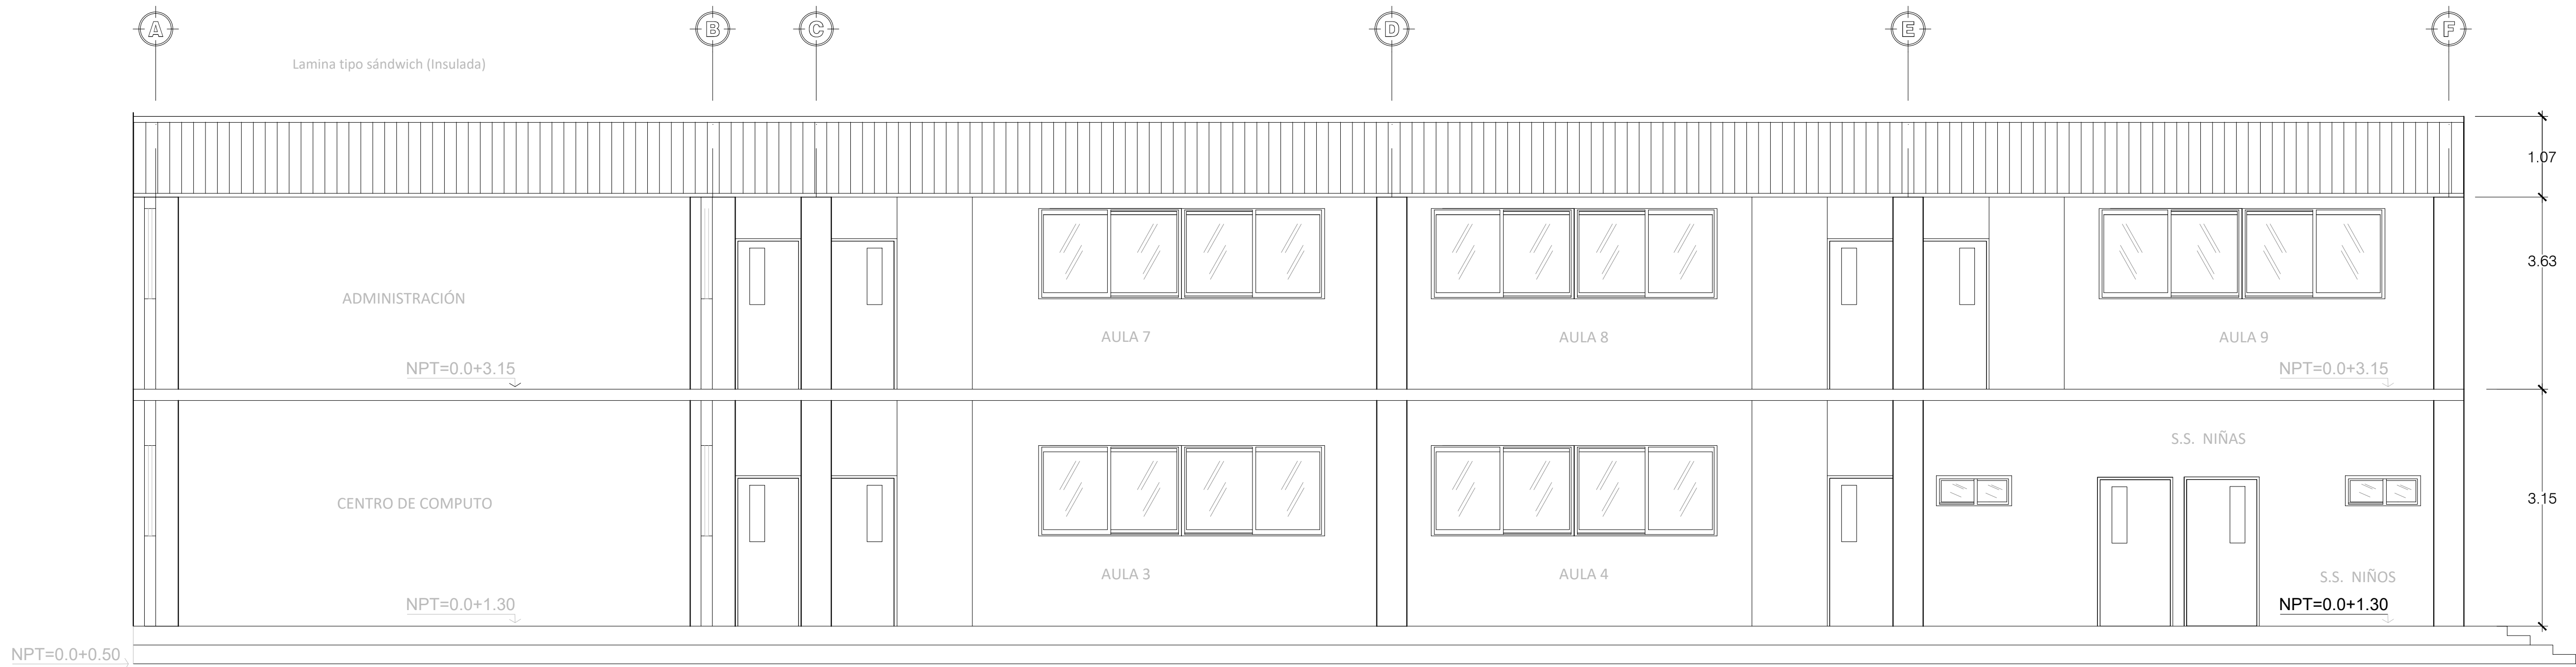 A
B
C
D
E
F
Lamina tipo sándwich (Insulada)
1.07
3.63
ADMINISTRACIÓN
AULA 7
AULA 8
AULA 9
NPT=0.0+3.15
NPT=0.0+3.15
S.S. NIÑAS
CENTRO DE COMPUTO
3.15
AULA 3
AULA 4
S.S. NIÑOS
NPT=0.0+1.30
NPT=0.0+1.30
NPT=0.0+0.50